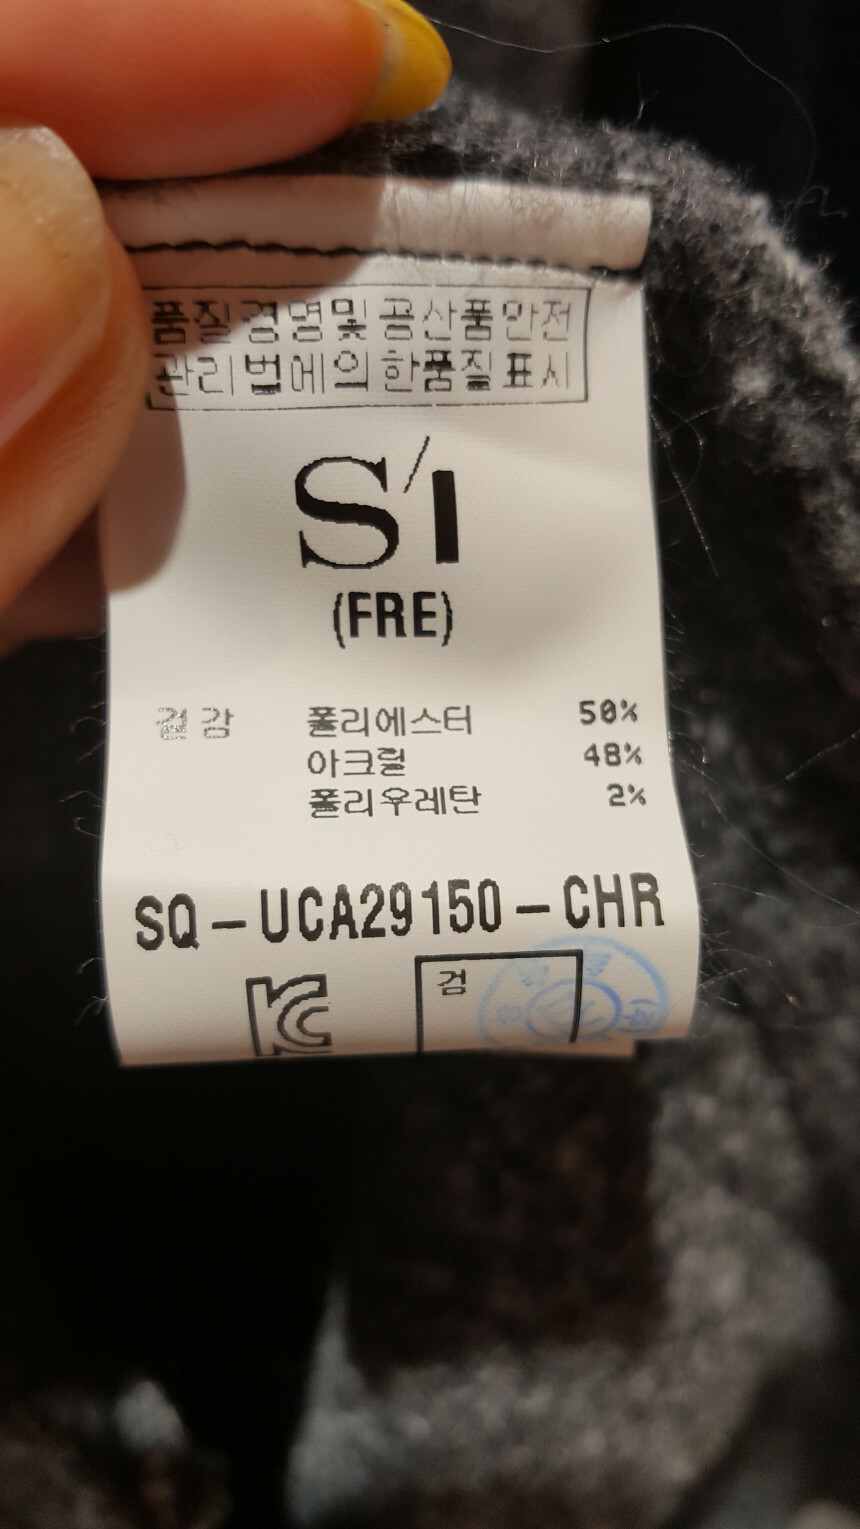 품질경영및공산품안전
관리법에의한품질표시
S'I
(FRE)
겉감 폴리에스터 50%
아크릴 48%
폴리우레탄 2%
SQ-UCA29150-CHR
KC 검